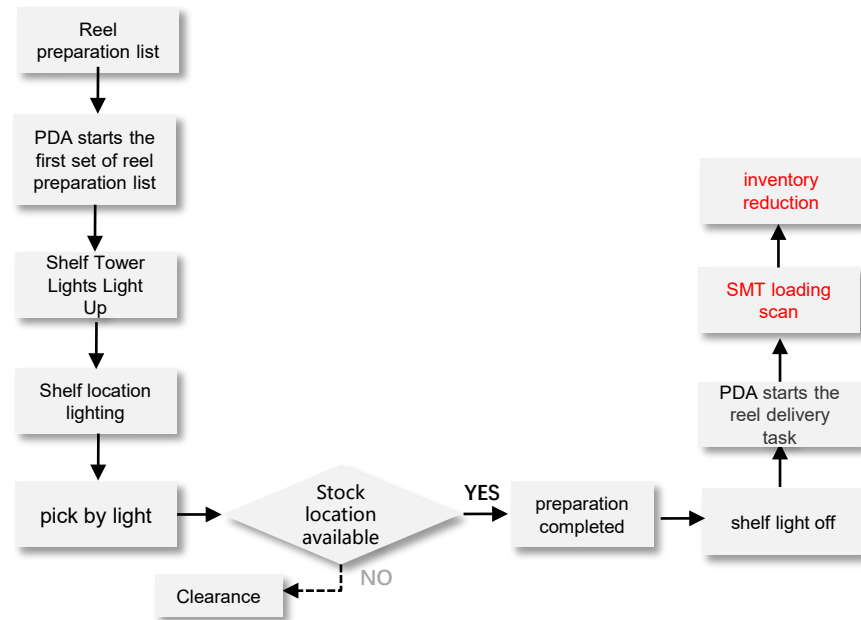 Reel
preparation list
PDA starts the
first set of reel
preparation list
Shelf Tower
Lights Light
Up
Shelf location
lighting
pick by light
Stock
location
available
YES
NO
Clearance
preparation
completed
shelf light off
PDA starts the
reel delivery
task
SMT loading
scan
inventory
reduction